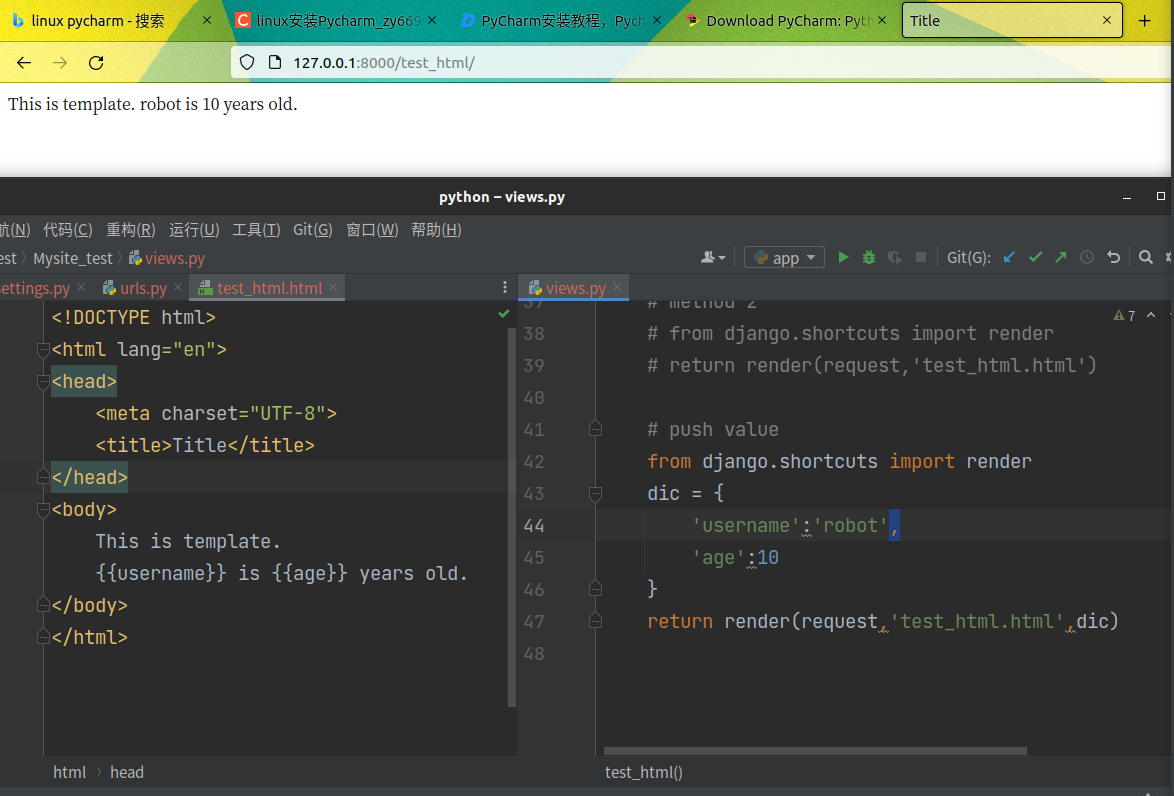 linux pycharm - 搜索
linux安装Pycharm_zy669
PyCharm安装教程，Pych
Download PyCharm: Pyth
Title
127.0.0.1:8000/test_html/
This is template. robot is 10 years old.
python – views.py
航(N) 代码(C) 重构(R) 运行(U) 工具(T) Git(G) 窗口(W) 帮助(H)
est Mysite_test views.py
app Git(G):
settings.py urls.py test_html.html views.py
<!DOCTYPE html>
<html lang="en">
<head>
<meta charset="UTF-8">
<title>Title</title>
</head>
<body>
This is template.
{{username}} is {{age}} years old.
</body>
</html>
7
37 # method 2
38 # from django.shortcuts import render
39 # return render(request,'test_html.html')
40
41 # push value
42 from django.shortcuts import render
43 dic = {
44 'username':'robot',
45 'age':10
46 }
47 return render(request,'test_html.html',dic)
48
html head
test_html()